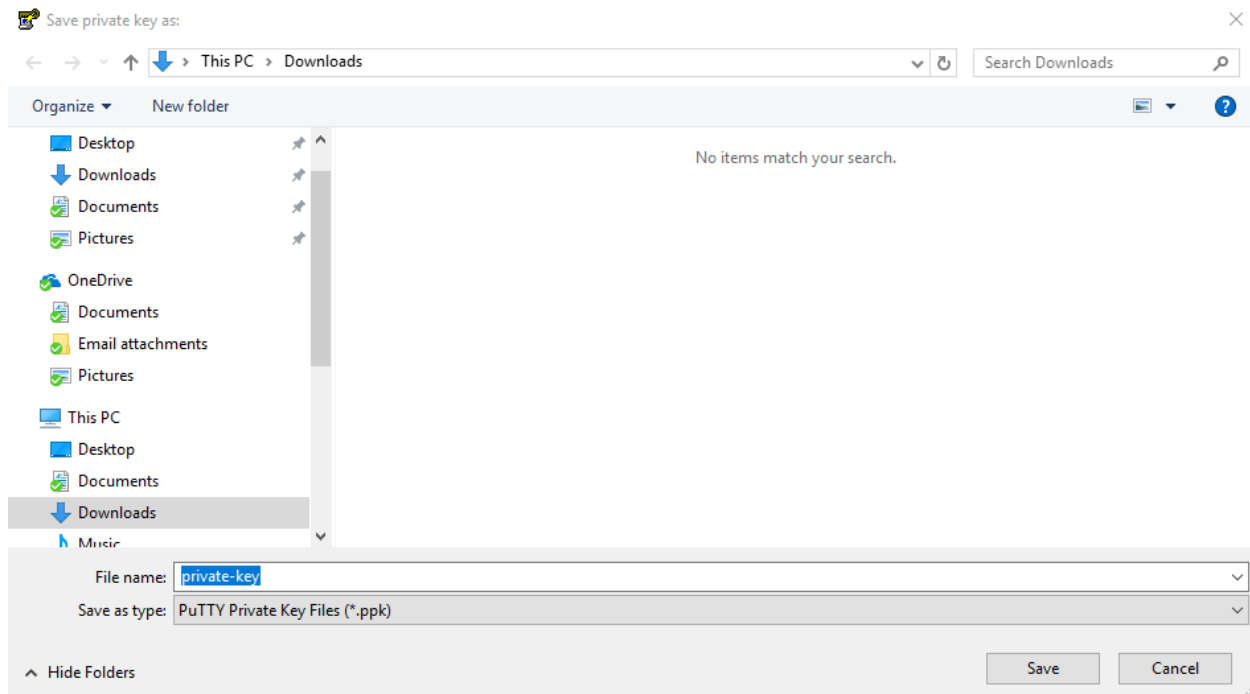 Save private key as:
This PC > Downloads
Search Downloads
Organize
New folder
?
Desktop
Downloads
Documents
Pictures
OneDrive
Documents
Email attachments
Pictures
This PC
Desktop
Documents
Downloads
Music
No items match your search.
File name: private-key
Save as type: PuTTY Private Key Files (*.ppk)
Hide Folders
Save
Cancel